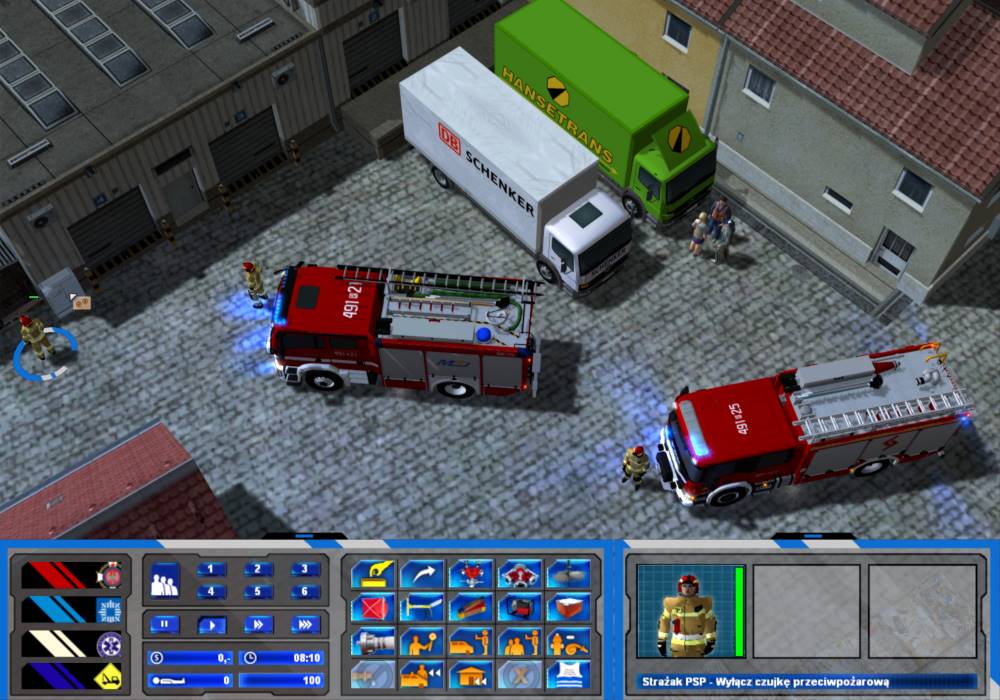 HANSETRANS
DB SCHENKER
SCHENKER
491 S 21
491 S 25
1 2 3
4 5 6
0,- 08:10
0 100
Strażak PSP - Wyłącz czujkę przeciwpożarową